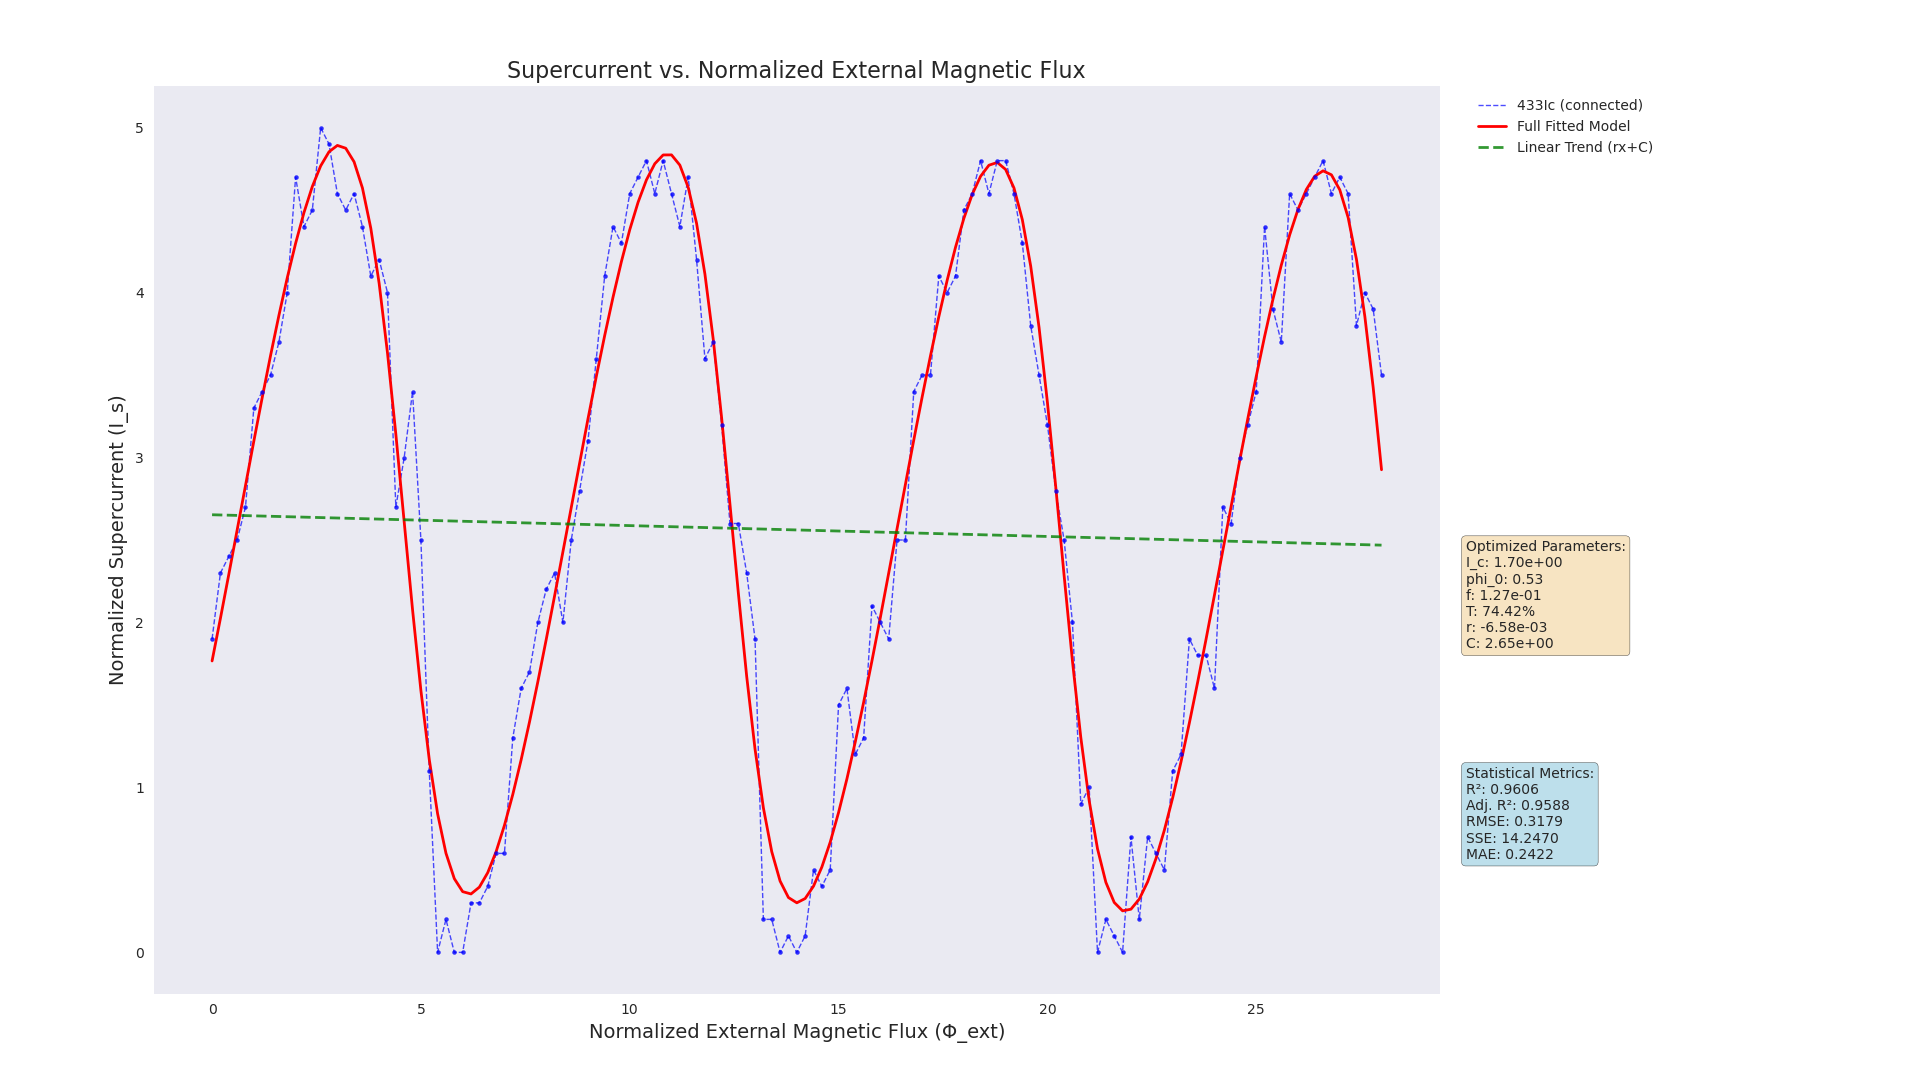 Supercurrent vs. Normalized External Magnetic Flux
433Ic (connected)
Full Fitted Model
Linear Trend (rx+C)
5
4
3
2
1
0
Normalized Supercurrent (I_s)
0 5 10 15 20 25
Normalized External Magnetic Flux (Φ_ext)
Optimized Parameters:
I_c: 1.70e+00
phi_0: 0.53
f: 1.27e-01
T: 74.42%
r: -6.58e-03
C: 2.65e+00
Statistical Metrics:
R²: 0.9606
Adj. R²: 0.9588
RMSE: 0.3179
SSE: 14.2470
MAE: 0.2422